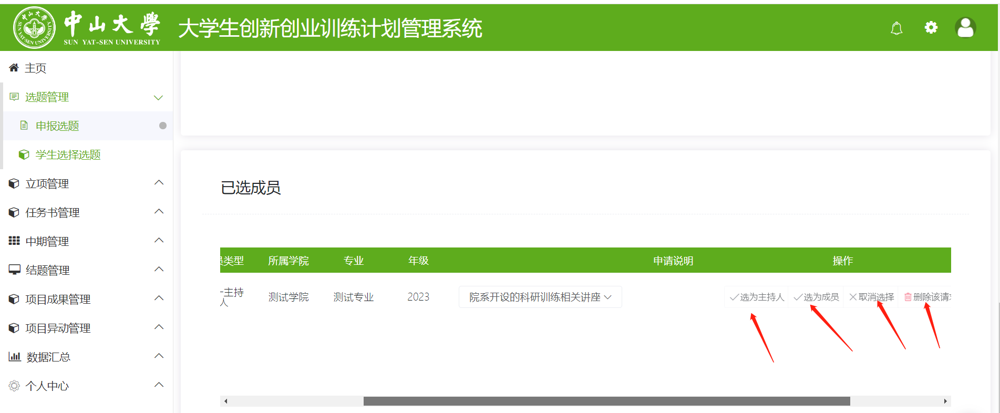 中山大學
SUN YAT-SEN UNIVERSITY
大学生创新创业训练计划管理系统
主页
选题管理
申报选题
学生选择选题
立项管理
任务书管理
中期管理
结题管理
项目成果管理
项目异动管理
数据汇总
个人中心
已选成员
类型 所属学院 专业 年级 申请说明 操作
-主持人 测试学院 测试专业 2023 院系开设的科研训练相关讲座 选为主持人 选为成员 取消选择 删除该请